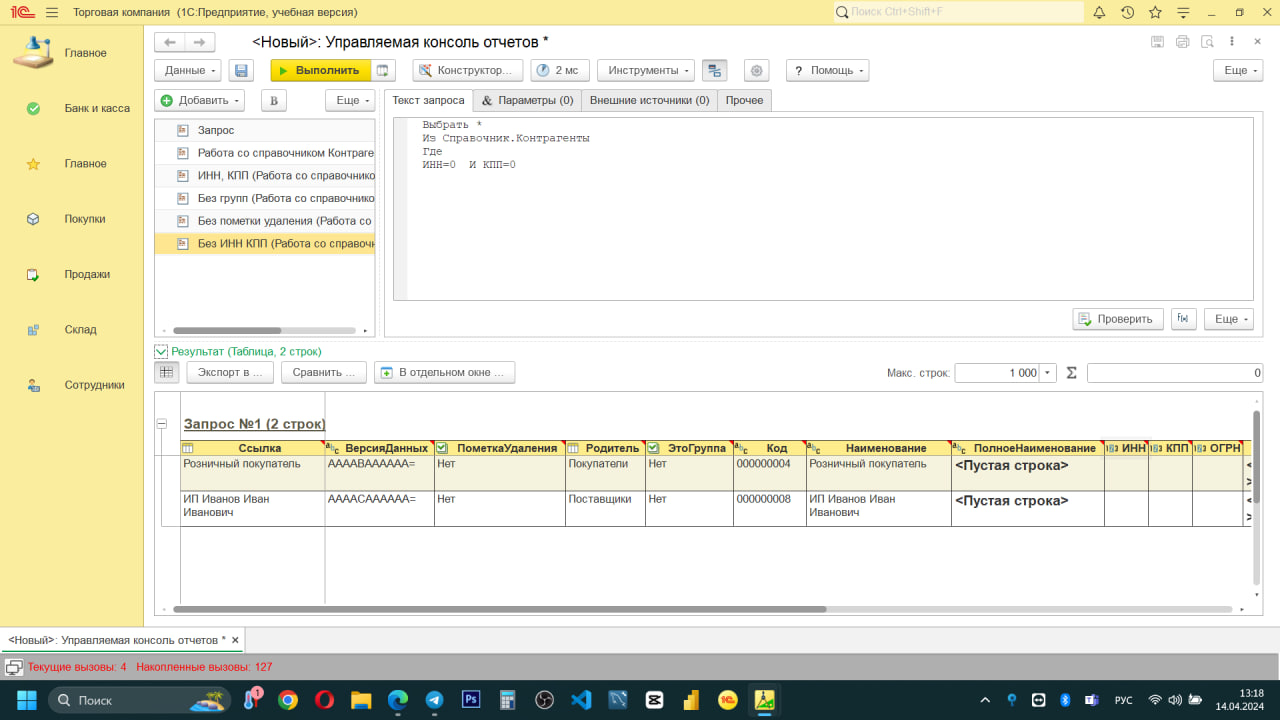 Торговая компания (1С:Предприятие, учебная версия)
Поиск Ctrl+Shift+F
Главное
Банк и касса
Главное
Покупки
Продажи
Склад
Сотрудники
<Новый>: Управляемая консоль отчетов *
Данные
Выполнить
Конструктор...
2 мс
Инструменты
? Помощь
Еще
Добавить
В
Еще
Запрос
Работа со справочником Контраге
ИНН, КПП (Работа со справочнико
Без групп (Работа со справочнико
Без пометки удаления (Работа со
Без ИНН КПП (Работа со справочн
Текст запроса
& Параметры (0)
Внешние источники (0)
Прочее
Выбрать *
Из Справочник.Контрагенты
Где
ИНН=0 И КПП=0
Проверить
Еще
Результат (Таблица, 2 строк)
Экспорт в ...
Сравнить ...
В отдельном окне ...
Макс. строк: 1 000
Σ
0
Запрос №1 (2 строк)
Ссылка ВерсияДанных ПометкаУдаления Родитель ЭтоГруппа Код Наименование ПолноеНаименование ИНН КПП ОГРН
Розничный покупатель AAAABAAAAAA= Нет Покупатели Нет 000000004 Розничный покупатель <Пустая строка> <
>
ИП Иванов Иван AAAACAAAAAA= Нет Поставщики Нет 000000008 ИП Иванов Иван <Пустая строка> <
Иванович Иванович >
<Новый>: Управляемая консоль отчетов * ×
Текущие вызовы: 4 Накопленные вызовы: 127
Поиск
1
Ps
РУС
13:18
14.04.2024